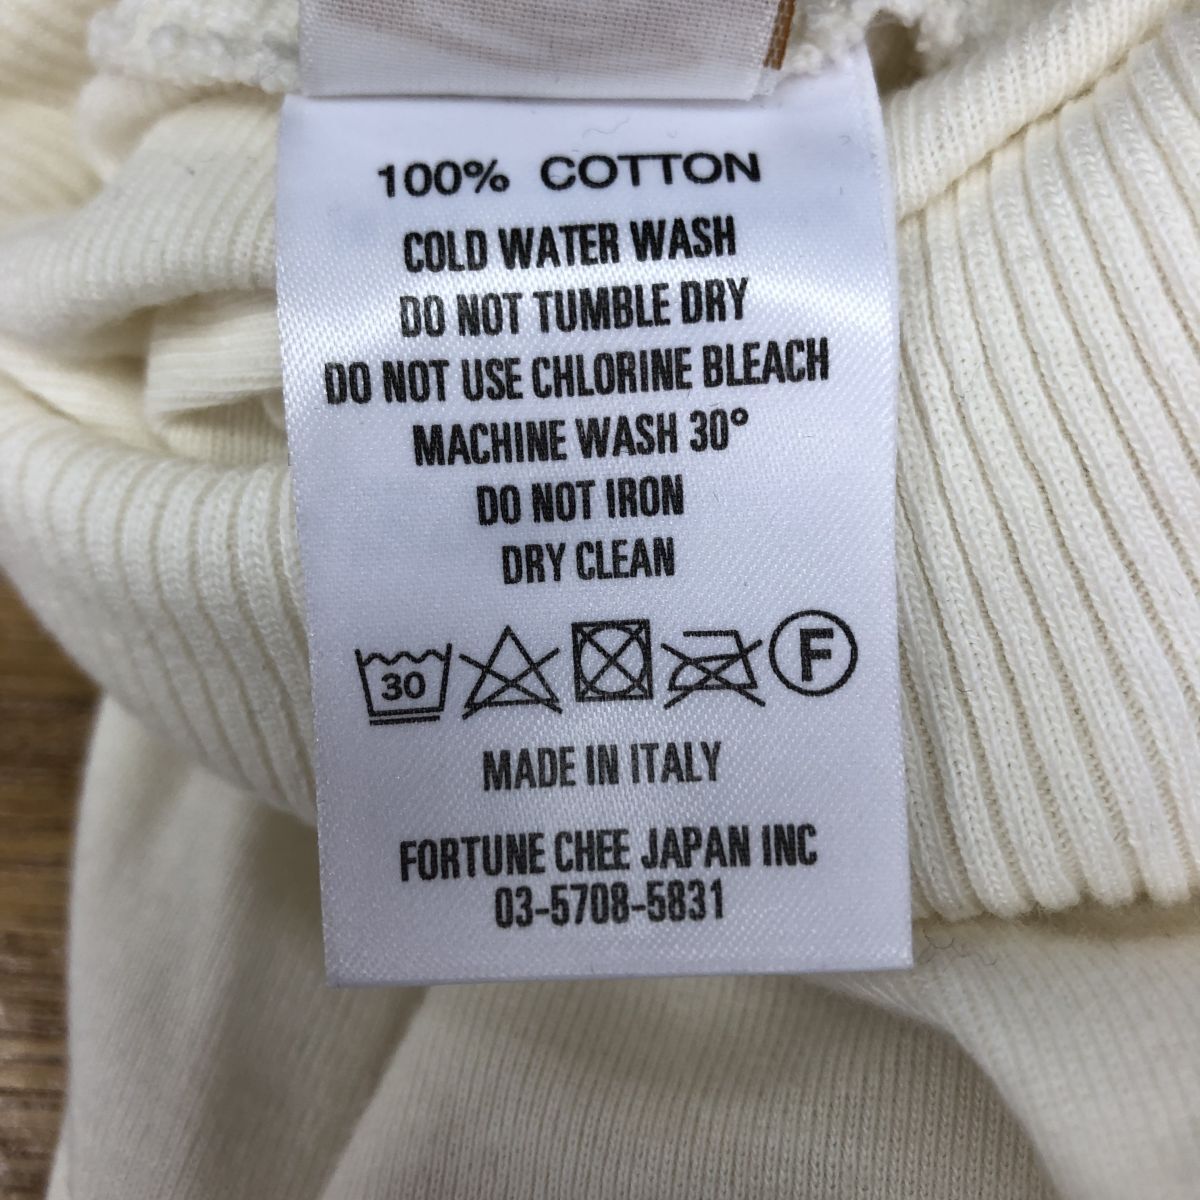 100% COTTON
COLD WATER WASH
DO NOT TUMBLE DRY
DO NOT USE CHLORINE BLEACH
MACHINE WASH 30°
DO NOT IRON
DRY CLEAN
30 F
MADE IN ITALY
FORTUNE CHEE JAPAN INC
03-5708-5831